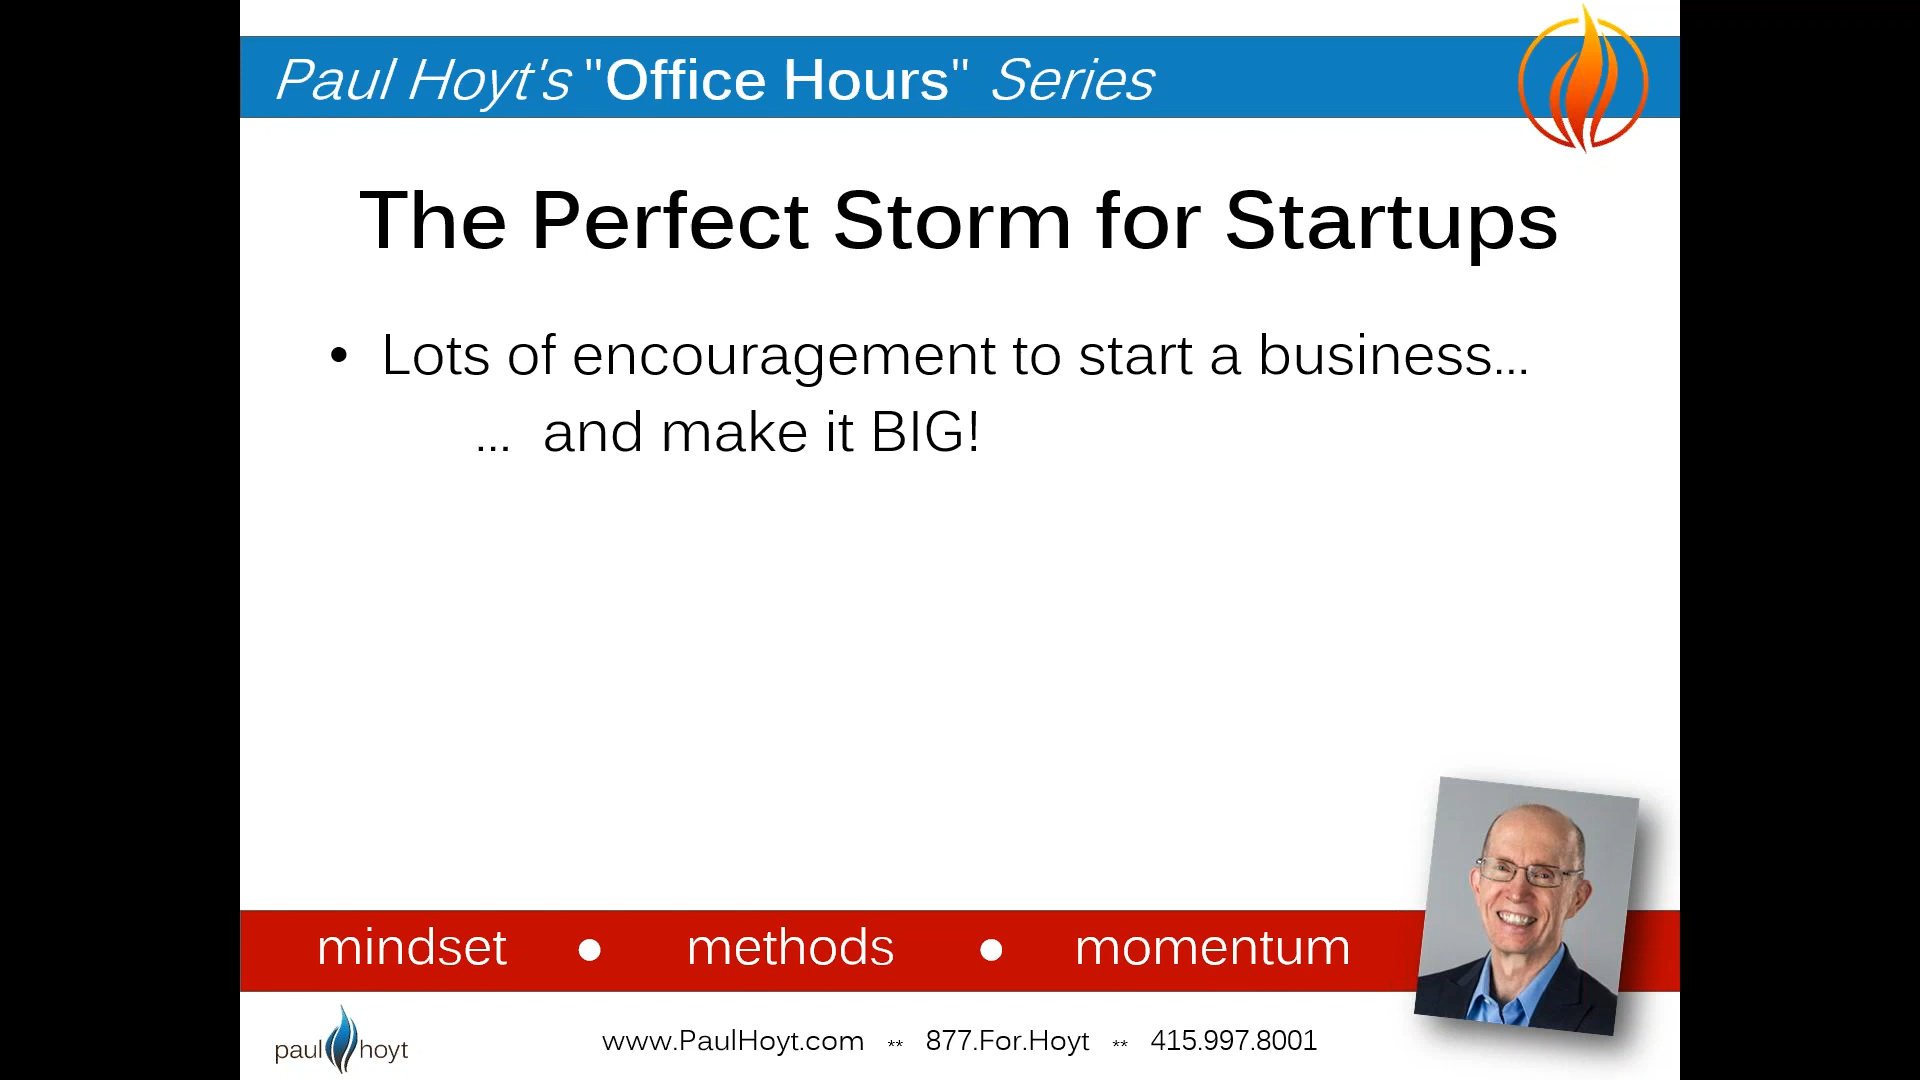 Paul Hoyt's "Office Hours" Series
The Perfect Storm for Startups
• Lots of encouragement to start a business...
... and make it BIG!
mindset ● methods ● momentum
paul hoyt
www.PaulHoyt.com ** 877.For.Hoyt ** 415.997.8001